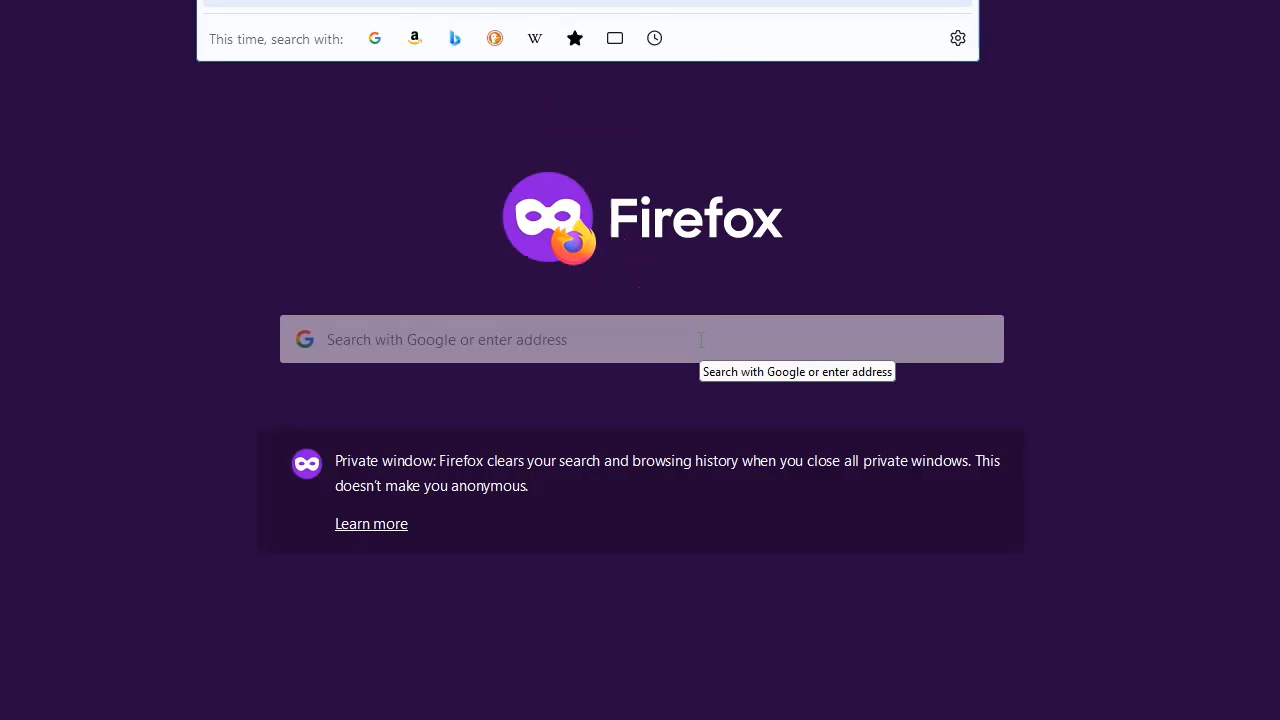 This time, search with:
Firefox
Search with Google or enter address
Search with Google or enter address
Private window: Firefox clears your search and browsing history when you close all private windows. This
doesn't make you anonymous.
Learn more